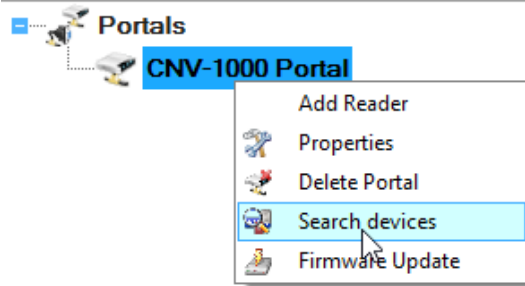 Portals
CNV-1000 Portal
Add Reader
Properties
Delete Portal
Search devices
Firmware Update